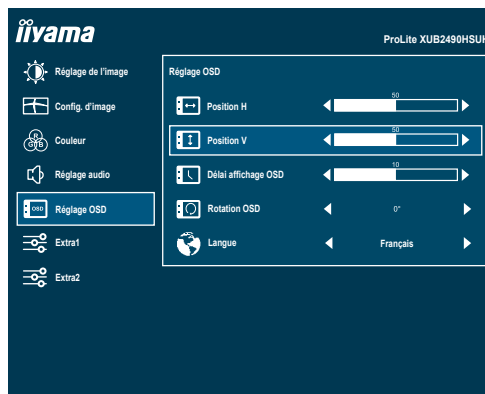 iiyama
ProLite XUB2490HSUH
Réglage de l'image
Config. d'image
Couleur
Réglage audio
Réglage OSD
Extra1
Extra2
Réglage OSD
Position H
50
Position V
50
Délai affichage OSD
10
Rotation OSD
0°
Langue
Français
R
G B
OSD